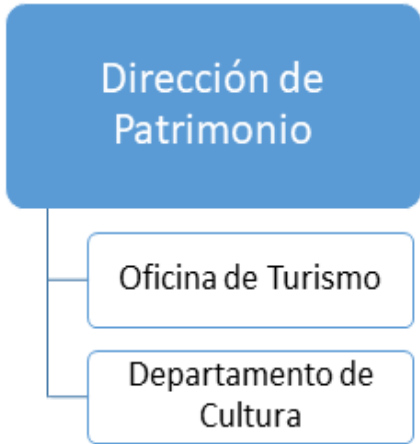 Dirección de
Patrimonio
Oficina de Turismo
Departamento de
Cultura